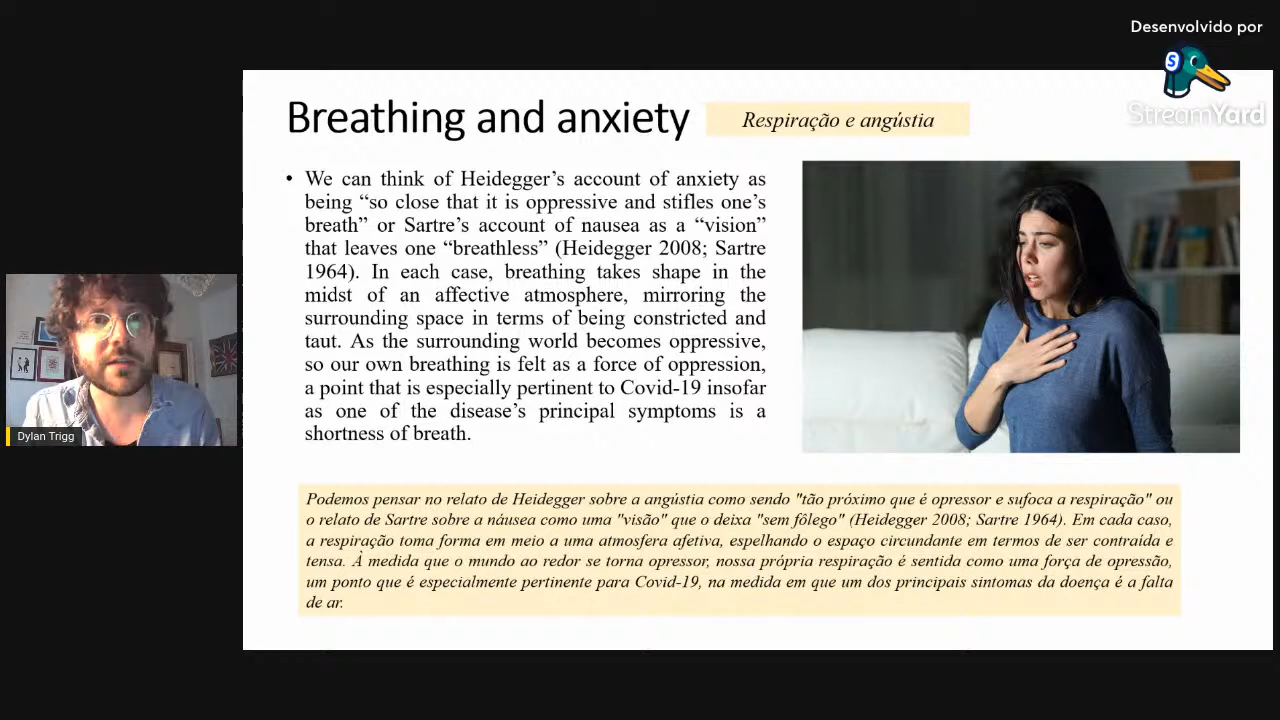 Desenvolvido por
S
StreamYard
Breathing and anxiety
Respiração e angústia
• We can think of Heidegger’s account of anxiety as
being “so close that it is oppressive and stifles one’s
breath” or Sartre’s account of nausea as a “vision”
that leaves one “breathless” (Heidegger 2008; Sartre
1964). In each case, breathing takes shape in the
midst of an affective atmosphere, mirroring the
surrounding space in terms of being constricted and
taut. As the surrounding world becomes oppressive,
so our own breathing is felt as a force of oppression,
a point that is especially pertinent to Covid-19 insofar
as one of the disease’s principal symptoms is a
shortness of breath.
Dylan Trigg
Podemos pensar no relato de Heidegger sobre a angústia como sendo "tão próximo que é opressor e sufoca a respiração" ou
o relato de Sartre sobre a náusea como uma "visão" que o deixa "sem fôlego" (Heidegger 2008; Sartre 1964). Em cada caso,
a respiração toma forma em meio a uma atmosfera afetiva, espelhando o espaço circundante em termos de ser contraída e
tensa. À medida que o mundo ao redor se torna opressor, nossa própria respiração é sentida como uma força de opressão,
um ponto que é especialmente pertinente para Covid-19, na medida em que um dos principais sintomas da doença é a falta
de ar.